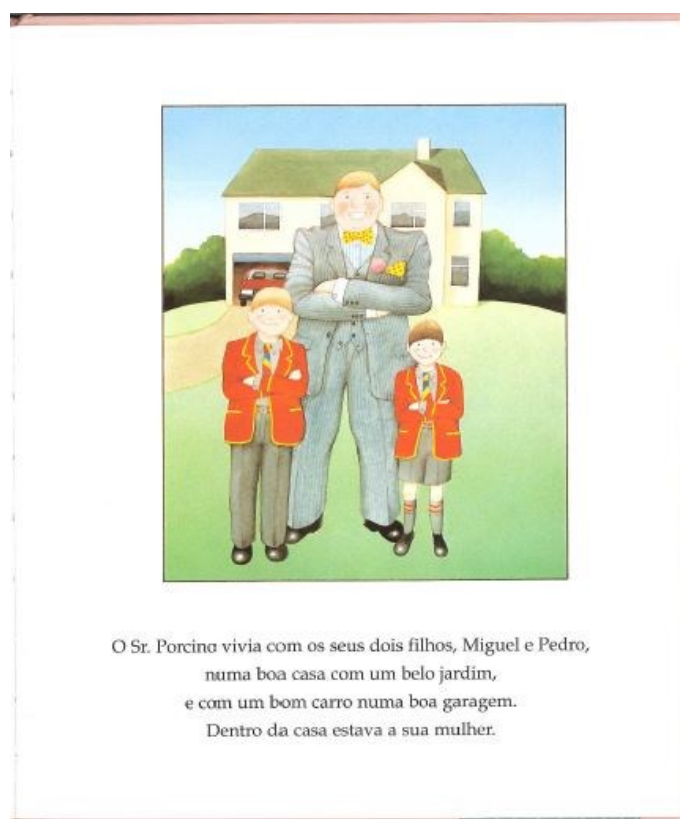 O Sr. Porcino vivia com os seus dois filhos, Miguel e Pedro,
numa boa casa com um belo jardim,
e com um bom carro numa boa garagem.
Dentro da casa estava a sua mulher.